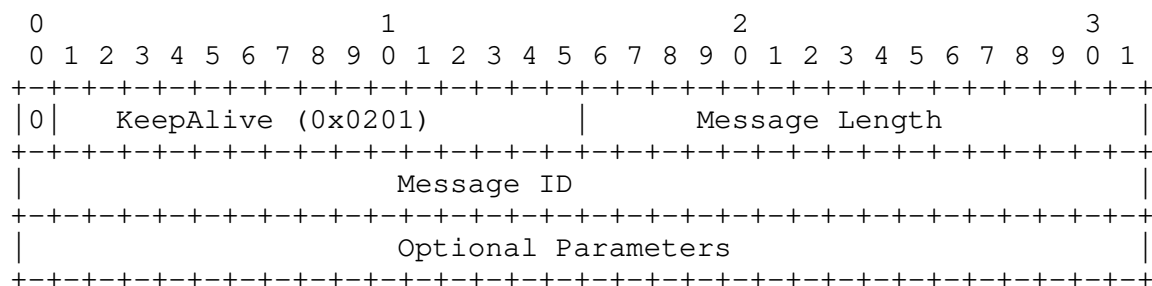 0                   1                   2                   3
 0 1 2 3 4 5 6 7 8 9 0 1 2 3 4 5 6 7 8 9 0 1 2 3 4 5 6 7 8 9 0 1
+-+-+-+-+-+-+-+-+-+-+-+-+-+-+-+-+-+-+-+-+-+-+-+-+-+-+-+-+-+-+-+-+
|0|   KeepAlive (0x0201)        |      Message Length           |
+-+-+-+-+-+-+-+-+-+-+-+-+-+-+-+-+-+-+-+-+-+-+-+-+-+-+-+-+-+-+-+-+
|                     Message ID                                |
+-+-+-+-+-+-+-+-+-+-+-+-+-+-+-+-+-+-+-+-+-+-+-+-+-+-+-+-+-+-+-+-+
|                     Optional Parameters                       |
+-+-+-+-+-+-+-+-+-+-+-+-+-+-+-+-+-+-+-+-+-+-+-+-+-+-+-+-+-+-+-+-+